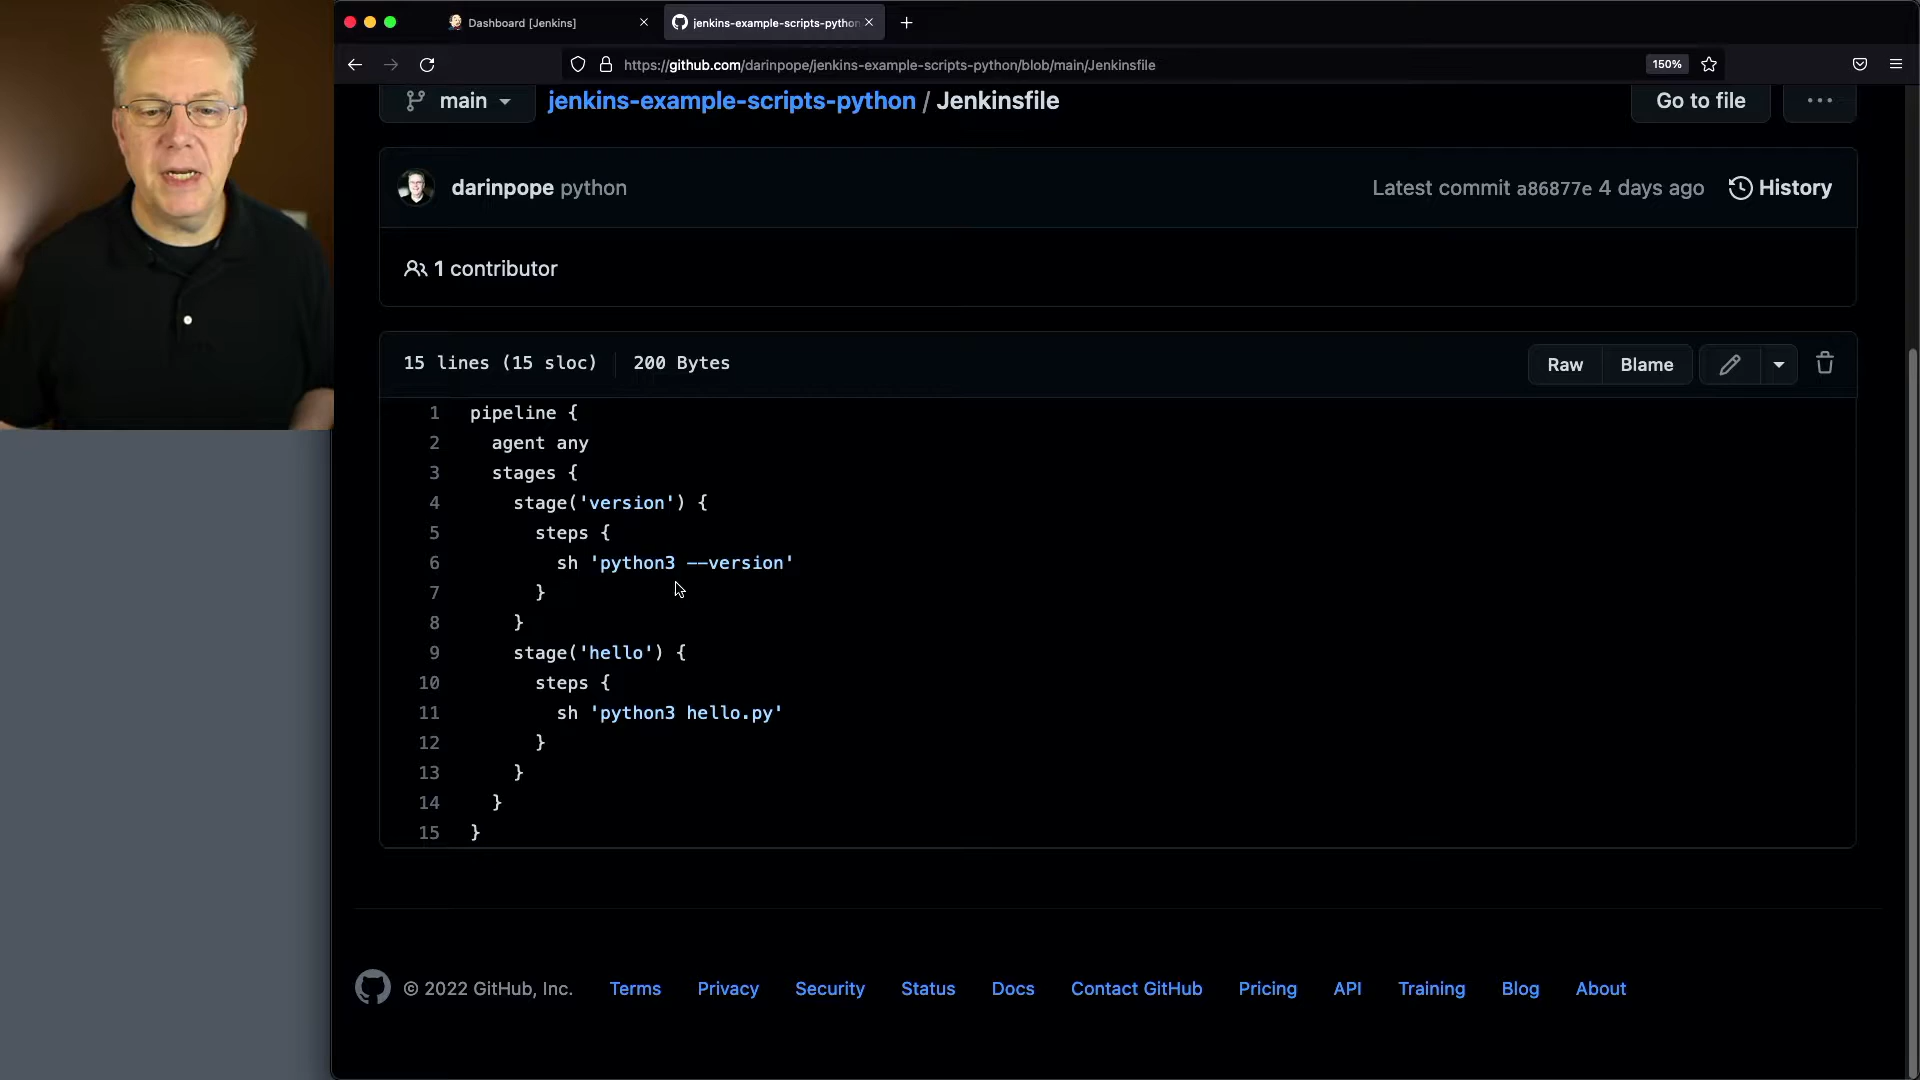 Dashboard [Jenkins]
jenkins-example-scripts-python
https://github.com/darinpope/jenkins-example-scripts-python/blob/main/Jenkinsfile
150%
main
jenkins-example-scripts-python / Jenkinsfile
Go to file
darinpope python
Latest commit a86877e 4 days ago
History
1 contributor
15 lines (15 sloc)
200 Bytes
Raw
Blame
1 pipeline {
2 agent any
3 stages {
4 stage('version') {
5 steps {
6 sh 'python3 --version'
7 }
8 }
9 stage('hello') {
10 steps {
11 sh 'python3 hello.py'
12 }
13 }
14 }
15 }
© 2022 GitHub, Inc.
Terms
Privacy
Security
Status
Docs
Contact GitHub
Pricing
API
Training
Blog
About